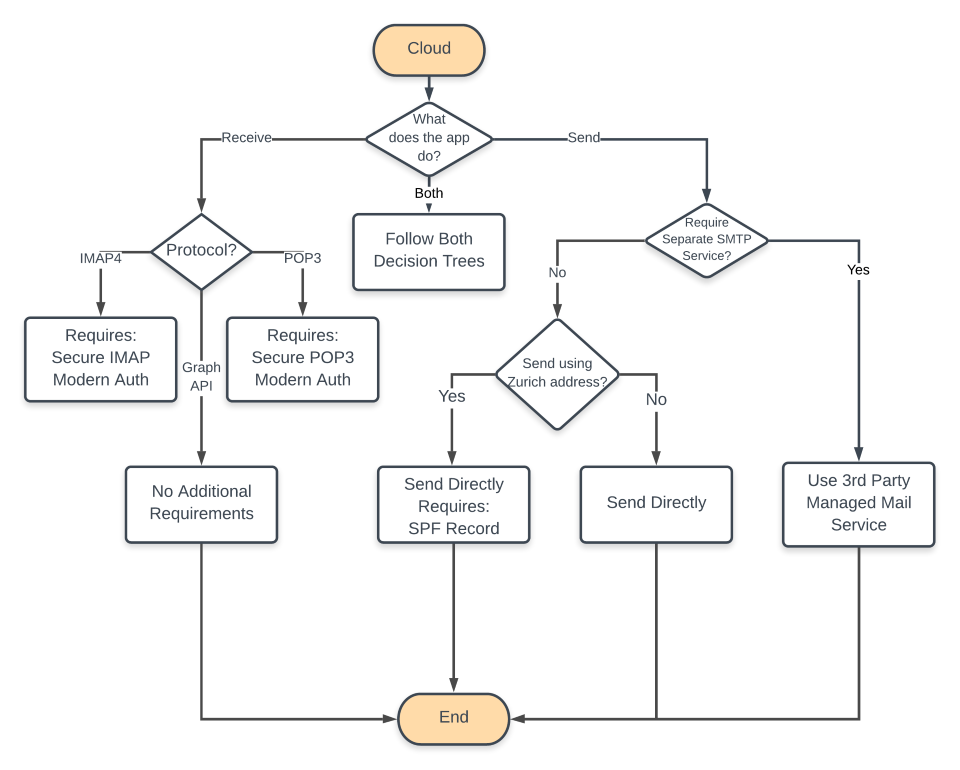 Cloud
What
does the app
do?
Receive
Send
Both
Follow Both
Decision Trees
Require
Separate SMTP
Service?
Protocol?
IMAP4
POP3
No
Yes
Requires:
Secure IMAP
Modern Auth
Graph
API
Requires:
Secure POP3
Modern Auth
Send using
Zurich address?
Yes
No
No Additional
Requirements
Send Directly
Requires:
SPF Record
Send Directly
Use 3rd Party
Managed Mail
Service
End